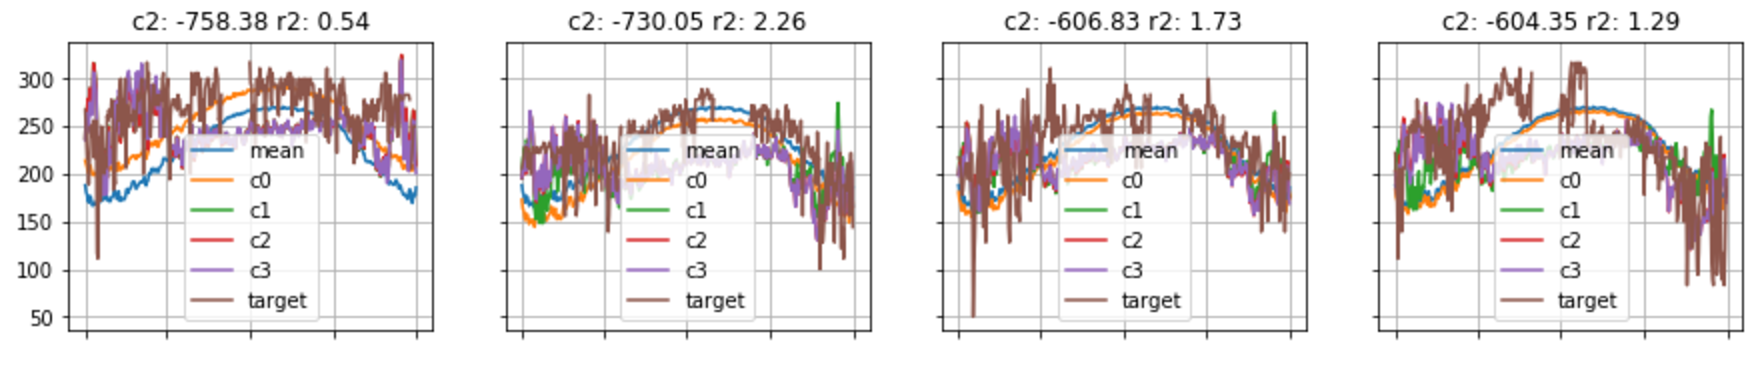 c2: -758.38 r2: 0.54
c2: -730.05 r2: 2.26
c2: -606.83 r2: 1.73
c2: -604.35 r2: 1.29
300
250
200
150
100
50
mean
c0
c1
c2
c3
target
mean
c0
c1
c2
c3
target
mean
c0
c1
c2
c3
target
mean
c0
c1
c2
c3
target